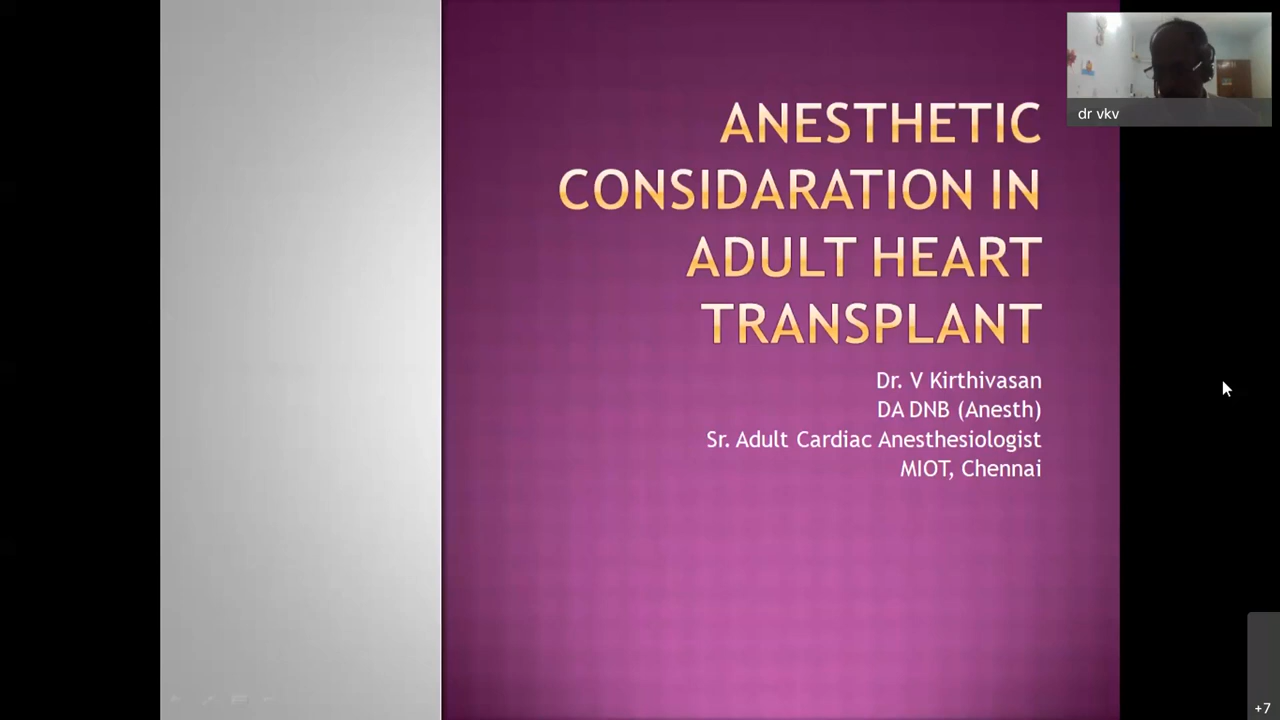 ANESTHETIC
CONSIDARATION IN
ADULT HEART
TRANSPLANT
Dr. V Kirthivasan
DA DNB (Anesth)
Sr. Adult Cardiac Anesthesiologist
MIOT, Chennai
dr vkv
+7